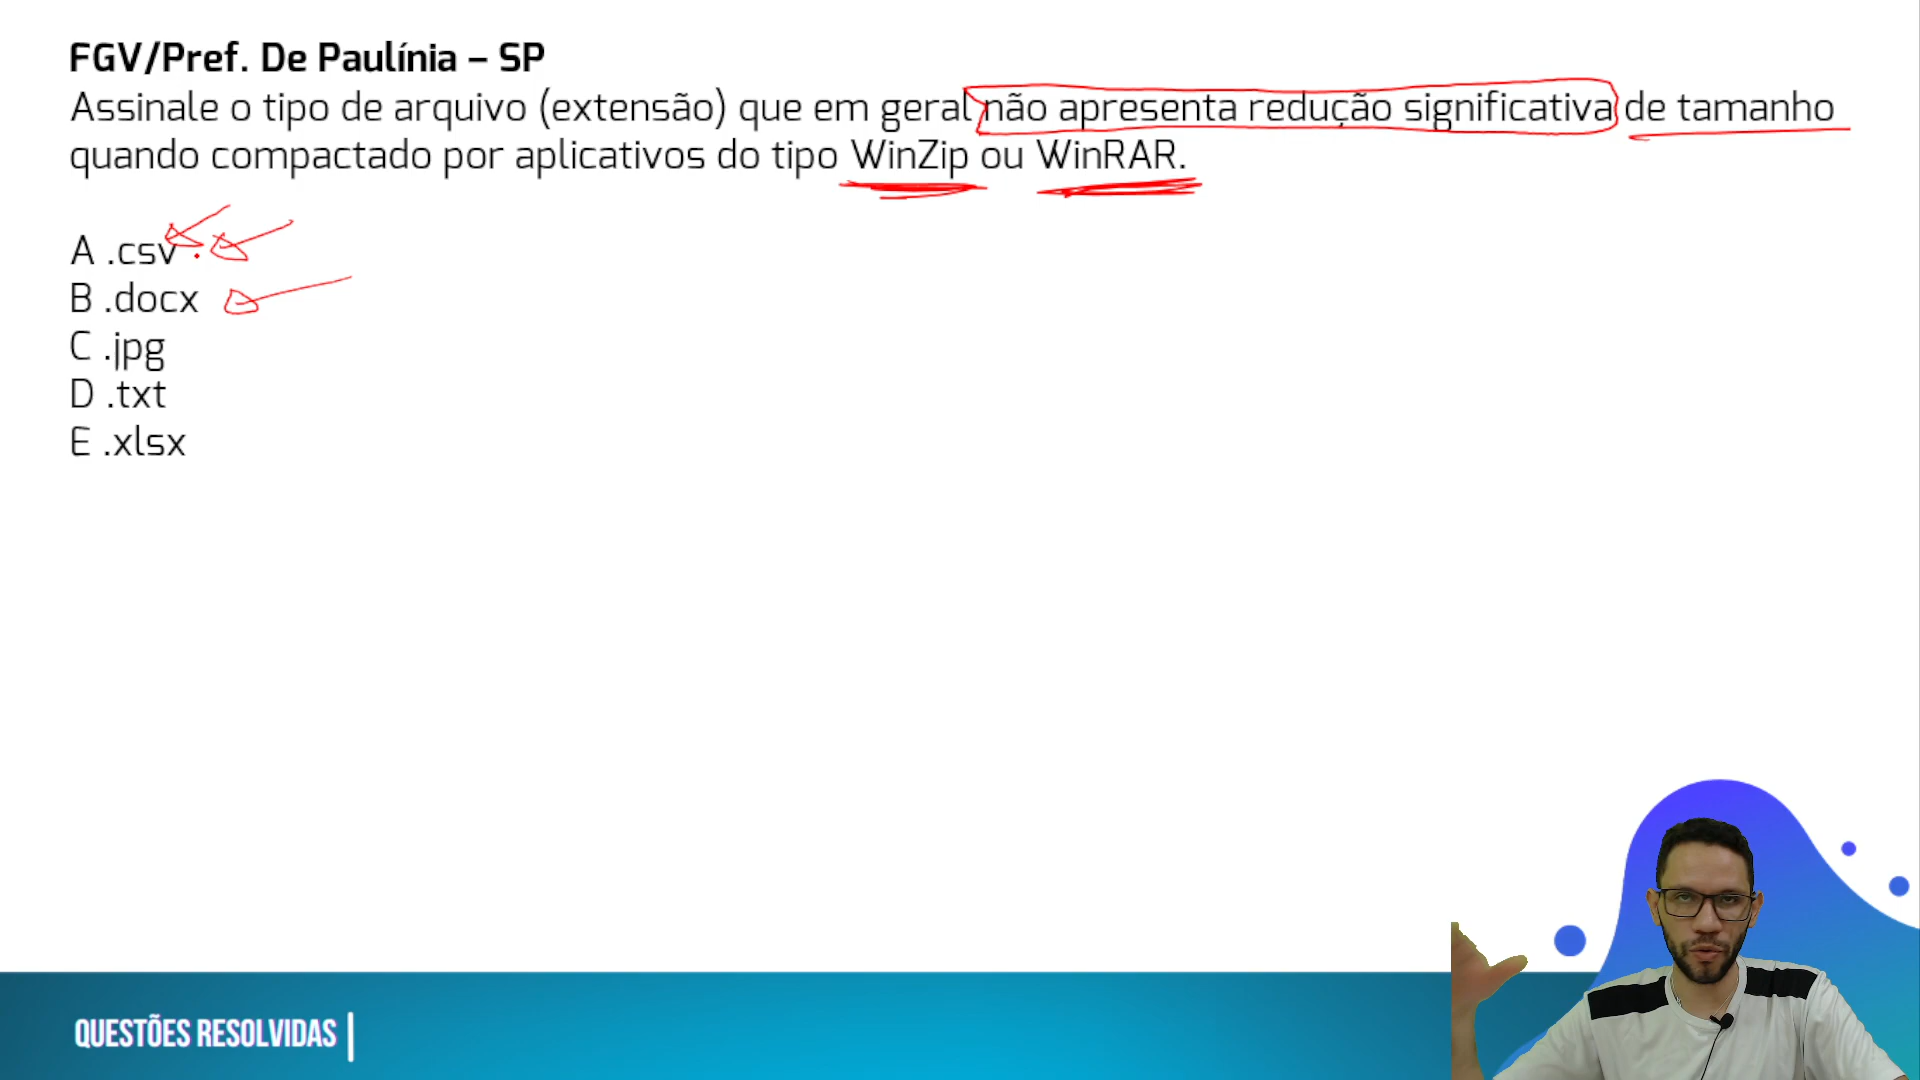 FGV/Pref. De Paulínia – SP
Assinale o tipo de arquivo (extensão) que em geral não apresenta redução significativa de tamanho
quando compactado por aplicativos do tipo WinZip ou WinRAR.
A .csv
B .docx
C .jpg
D .txt
E .xlsx
QUESTÕES RESOLVIDAS